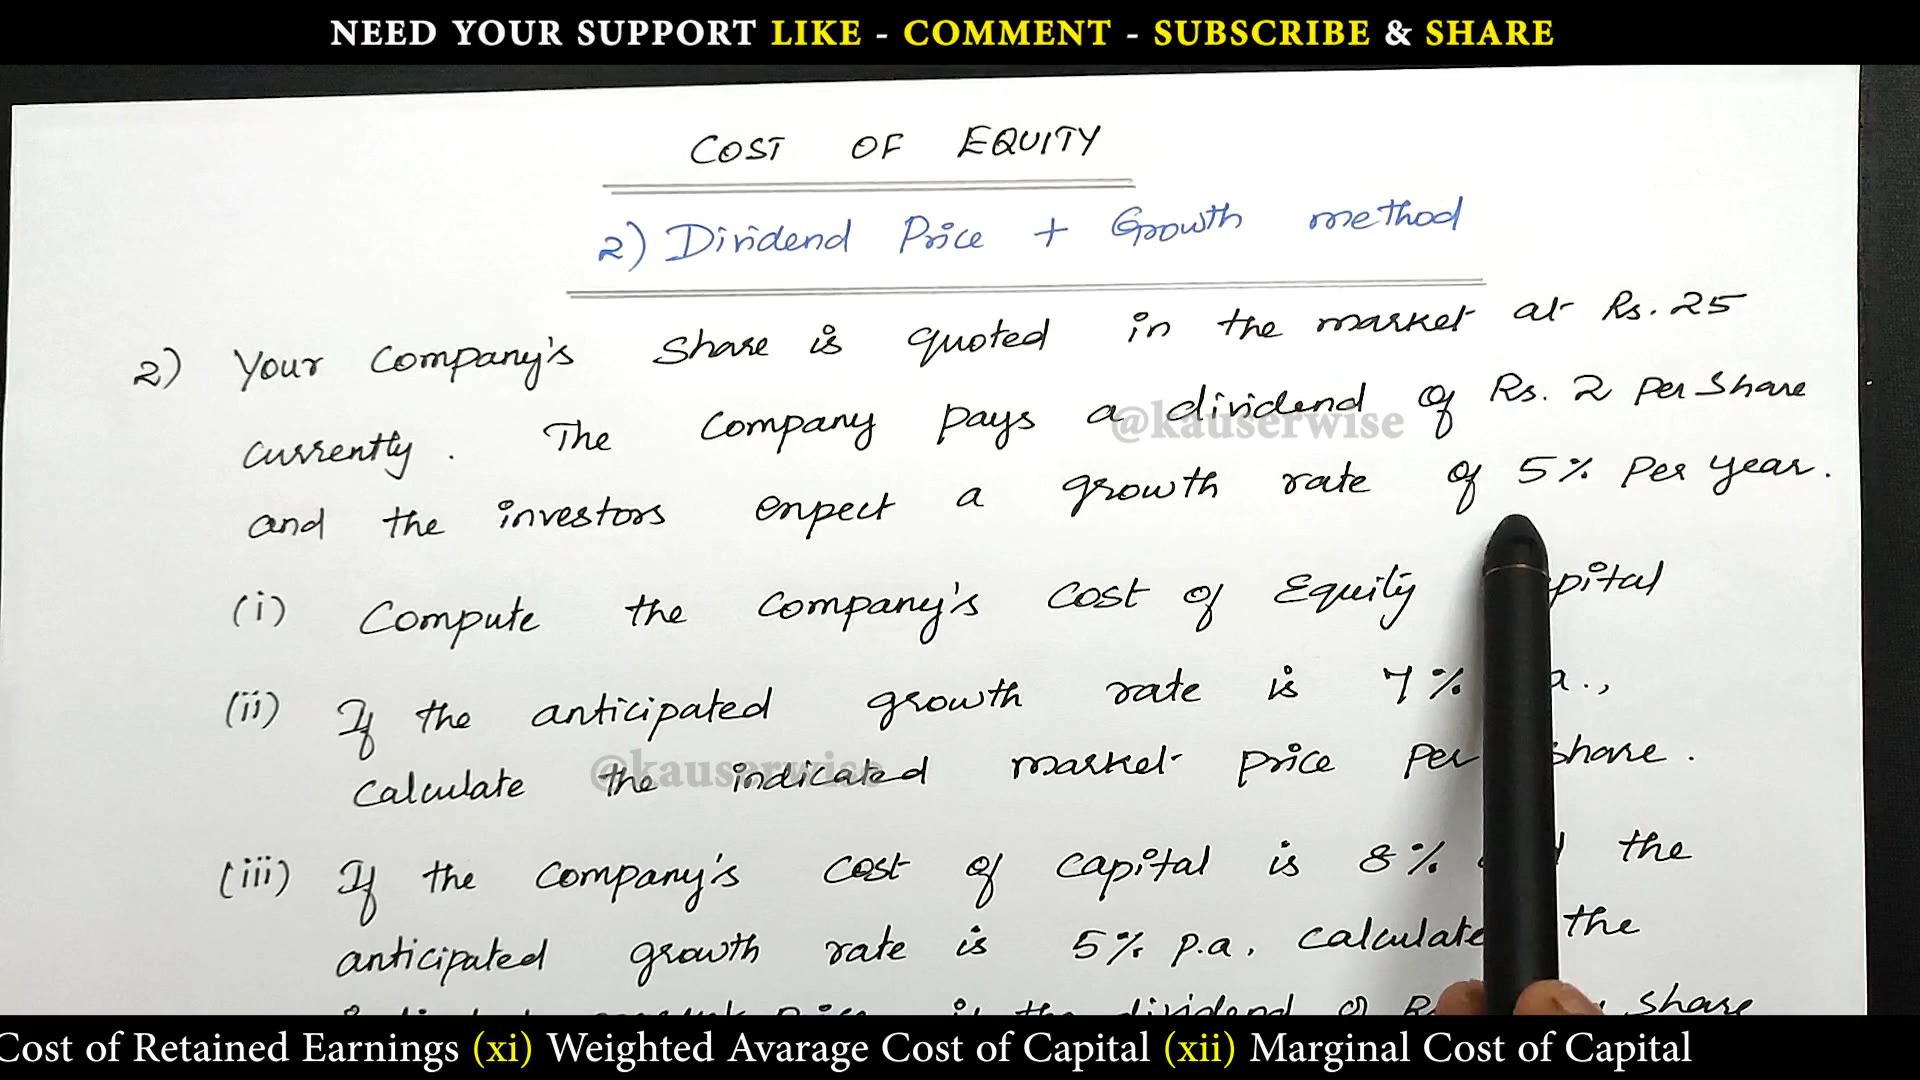 NEED YOUR SUPPORT LIKE - COMMENT - SUBSCRIBE & SHARE
COST OF EQUITY
2) Dividend Price + Growth method
2) Your Company's Share is quoted in the market at Rs. 25
currently. The Company pays a dividend of Rs. 2 per share
@kauserwise
and the investors enpect a growth rate of 5% per year.
(i) Compute the Company's Cost of Equity
(ii) If the anticipated growth rate is 7%
calculate the indicated market price per share.
@kauserwise
(iii) If the Company's cost of capital is 8% the
anticipated growth rate is 5% p.a. calculate the
the dividend share
Cost of Retained Earnings (xi) Weighted Avarage Cost of Capital (xii) Marginal Cost of Capital